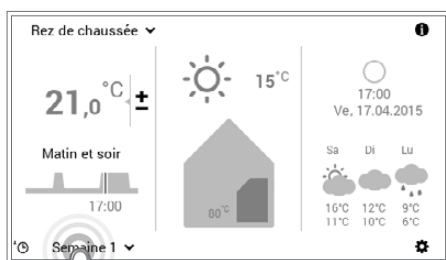 Rez de chaussée
21,0 °C ±
Matin et soir
17:00
Semaine 1
15°C
80°C
17:00
Ve, 17.04.2015
Sa Di Lu
16°C 12°C 9°C
11°C 10°C 6°C